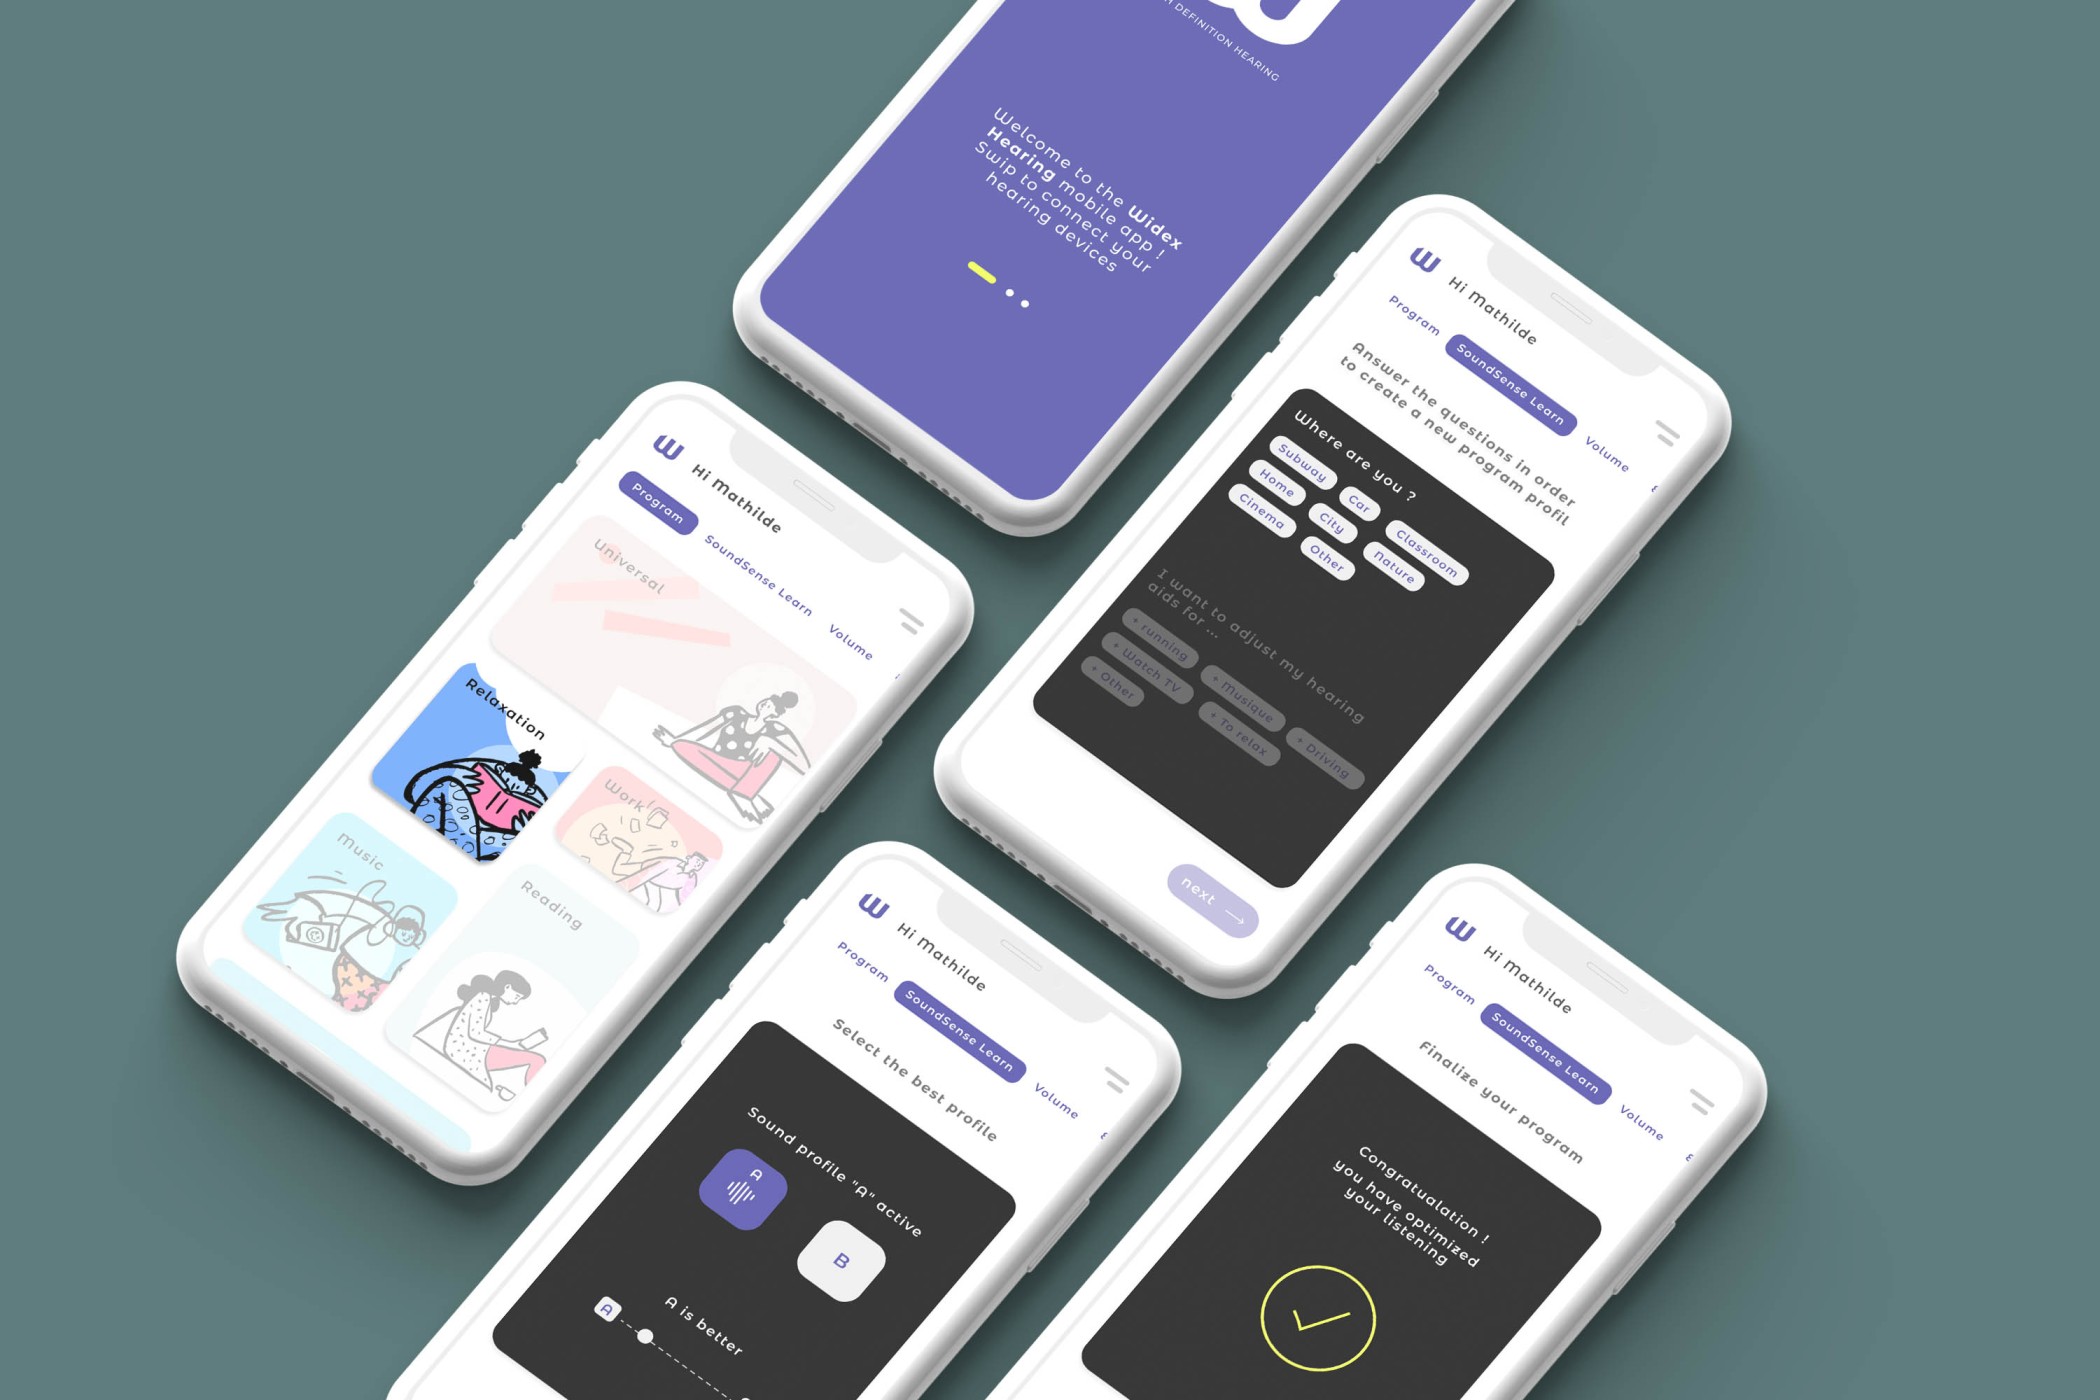 DEFINITION HEARING
Welcome to the Widex
Hearing mobile app !
Swip to connect your
hearing devices
Hi Mathilde
Program
SoundSense Learn
Volume
Answer the questions in order
to create a new program profil
Where are you ?
Subway
Car
Classroom
Home
City
Nature
Cinema
Other
I want to adjust my hearing
aids for ...
+ running
+ Musique
+ Driving
+ Watch TV
+ To relax
+ Other
next →
Hi Mathilde
Program
SoundSense Learn
Volume
Universal
Relaxation
Work
Music
Reading
Hi Mathilde
Program
SoundSense Learn
Volume
&
Select the best profile
Sound profile "A" active
A
B
A is better
A
Hi Mathilde
Program
SoundSense Learn
Volume
&
Finalize your program
Congratualation !
you have optimized
your listening